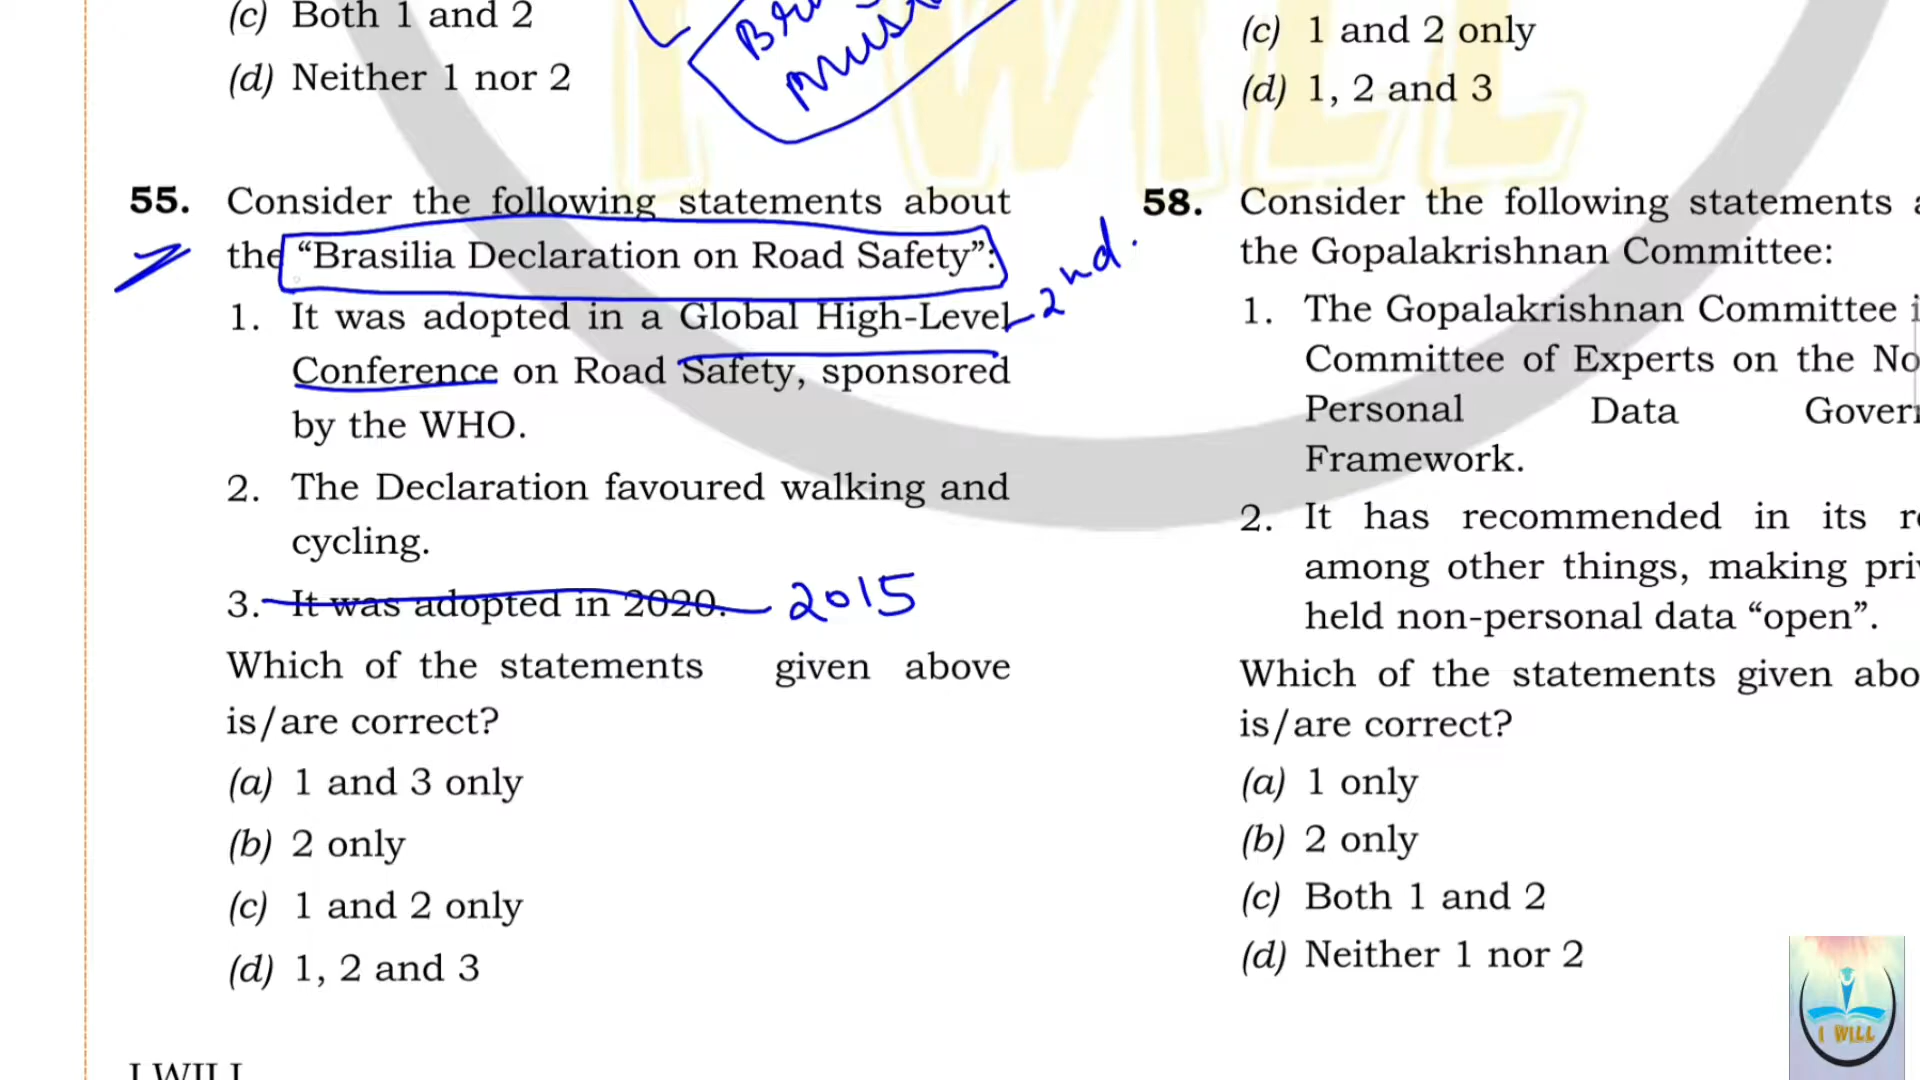 (c) Both 1 and 2
(d) Neither 1 nor 2
55. Consider the following statements about
the “Brasilia Declaration on Road Safety”:
2nd.
1. It was adopted in a Global High-Level
Conference on Road Safety, sponsored
by the WHO.
2. The Declaration favoured walking and
cycling.
3. It was adopted in 2020. 2015
Which of the statements given above
is/are correct?
(a) 1 and 3 only
(b) 2 only
(c) 1 and 2 only
(d) 1, 2 and 3
I WILL
(c) 1 and 2 only
(d) 1, 2 and 3
58. Consider the following statements
the Gopalakrishnan Committee:
1. The Gopalakrishnan Committee
Committee of Experts on the No
Personal Data Govern
Framework.
2. It has recommended in its
among other things, making pri
held non-personal data “open”.
Which of the statements given abo
is/are correct?
(a) 1 only
(b) 2 only
(c) Both 1 and 2
(d) Neither 1 nor 2
I WILL
I WILL